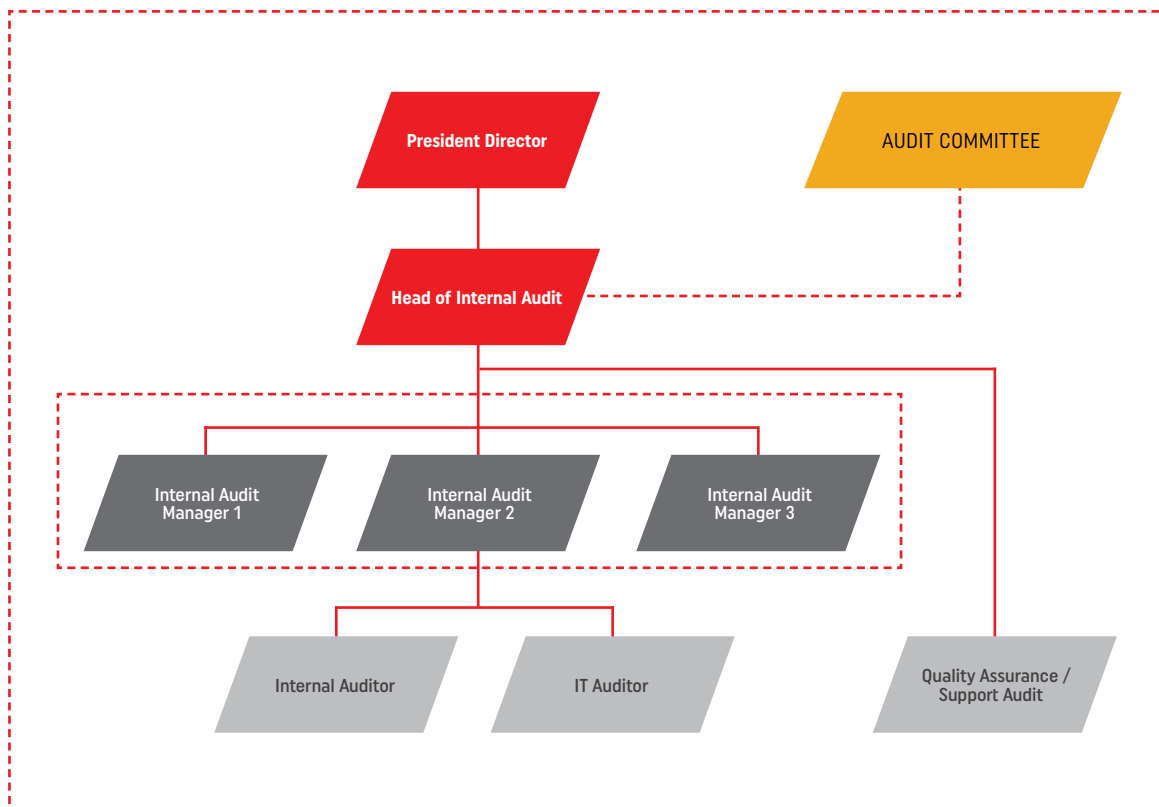 President Director
AUDIT COMMITTEE
Head of Internal Audit
Internal Audit
Manager 1
Internal Audit
Manager 2
Internal Audit
Manager 3
Internal Auditor
IT Auditor
Quality Assurance /
Support Audit